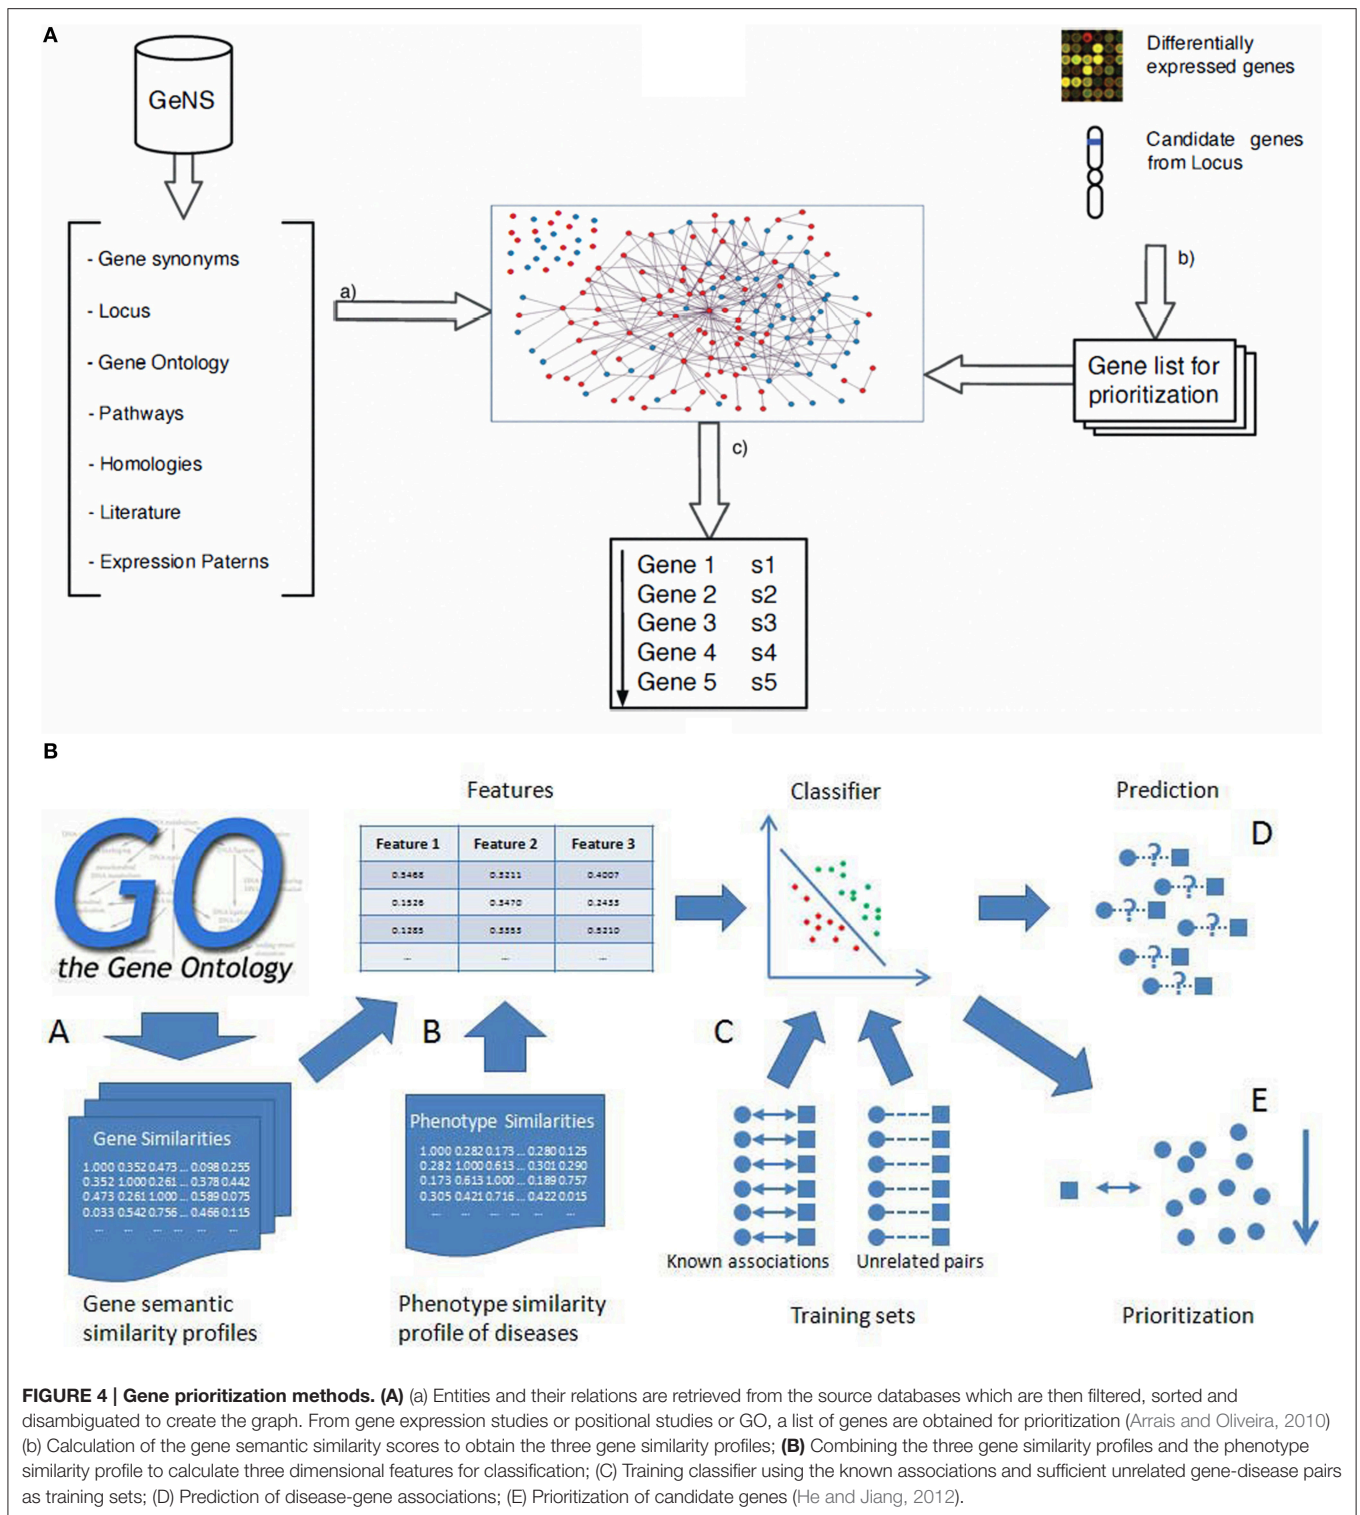 A
GeNS
- Gene synonyms
- Locus
- Gene Ontology
- Pathways
- Homologies
- Literature
- Expression Paterns
a)
Differentially
expressed genes
Candidate genes
from Locus
b)
Gene list for
prioritization
c)
Gene 1 s1
Gene 2 s2
Gene 3 s3
Gene 4 s4
Gene 5 s5
B
GO
the Gene Ontology
Features
Feature 1 Feature 2 Feature 3
... ... ...
Classifier
Prediction
D
? 
?
?
?
?
?
A
Gene Similarities
1.000 0.352 0.473 ... 0.098 0.255
0.352 1.000 0.261 ... 0.378 0.442
0.473 0.261 1.000 ... 0.589 0.075
0.033 0.542 0.756 ... 0.466 0.115
... ... ... ... ... ...
Gene semantic
similarity profiles
B
Phenotype Similarities
1.000 0.282 0.173 ... 0.280 0.125
0.282 1.000 0.613 ... 0.301 0.290
0.173 0.613 1.000 ... 0.189 0.757
0.305 0.421 0.716 ... 0.422 0.015
... ... ... ... ... ...
Phenotype similarity
profile of diseases
C
Known associations
Unrelated pairs
Training sets
E
Prioritization
FIGURE 4 | Gene prioritization methods. (A) (a) Entities and their relations are retrieved from the source databases which are then filtered, sorted and
disambiguated to create the graph. From gene expression studies or positional studies or GO, a list of genes are obtained for prioritization (Arrais and Oliveira, 2010)
(b) Calculation of the gene semantic similarity scores to obtain the three gene similarity profiles; (B) Combining the three gene similarity profiles and the phenotype
similarity profile to calculate three dimensional features for classification; (C) Training classifier using the known associations and sufficient unrelated gene-disease pairs
as training sets; (D) Prediction of disease-gene associations; (E) Prioritization of candidate genes (He and Jiang, 2012).